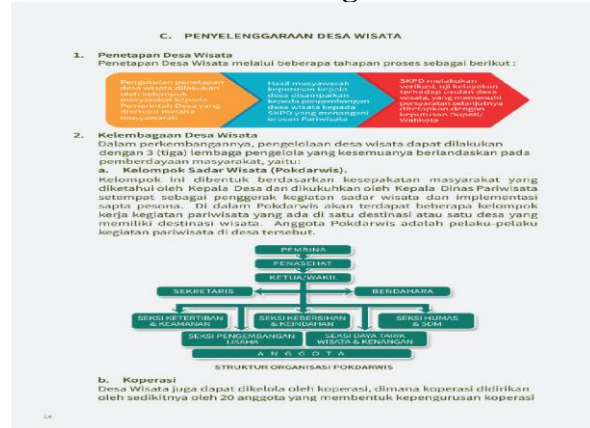 C. PENYELENGGARAAN DESA WISATA
1. Penetapan Desa Wisata
Penetapan Desa Wisata melalui beberapa tahapan proses sebagai berikut :
Pengusulan penetapan
desa wisata dilakukan
oleh kelompok
masyarakat kepada
Pemerintah Desa yang
diproses melalui
musyawarah
Hasil musyawarah
keputusan kepala
desa disampaikan
kepada pengembangan
desa wisata kepada
SKPD yang menangani
urusan Pariwisata
SKPD melakukan
verifikasi, uji kelayakan
terhadap usulan desa
wisata, yang memenuhi
persyaratan selanjutnya
ditetapkan dengan
keputusan Bupati/
Walikota
2. Kelembagaan Desa Wisata
Dalam perkembangannya, pengelolaan desa wisata dapat dilakukan
dengan 3 (tiga) lembaga pengelola yang kesemuanya berlandaskan pada
pemberdayaan masyarakat, yaitu:
a. Kelompok Sadar Wisata (Pokdarwis).
Kelompok ini dibentuk berdasarkan kesepakatan masyarakat yang
diketahui oleh Kepala Desa dan dikukuhkan oleh Kepala Dinas Pariwisata
setempat sebagai penggerak kegiatan sadar wisata dan implementasi
sapta pesona. Di dalam Pokdarwis akan terdapat beberapa kelompok
kerja kegiatan pariwisata yang ada di satu destinasi atau satu desa yang
memiliki destinasi wisata. Anggota Pokdarwis adalah pelaku-pelaku
kegiatan pariwisata di desa tersebut.
PEMBINA
PENASEHAT
KETUA/WAKIL
SEKRETARIS
BENDAHARA
SEKSI KETERTIBAN
& KEAMANAN
SEKSI KEBERSIHAN
& KEINDAHAN
SEKSI HUMAS
& SDM
SEKSI PENGEMBANGAN
USAHA
SEKSI DAYA TARIK
WISATA & KENANGAN
A N G G O T A
STRUKTUR ORGANISASI POKDARWIS
b. Koperasi
Desa Wisata juga dapat dikelola oleh koperasi, dimana koperasi didirikan
oleh sedikitnya oleh 20 anggota yang membentuk kepengurusan koperasi
14